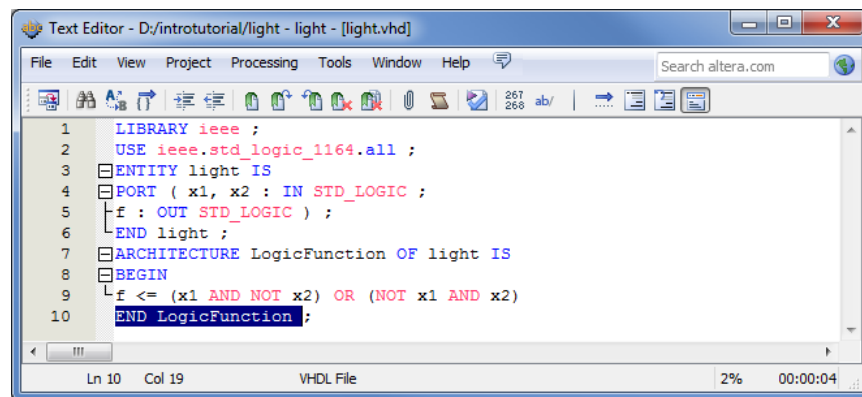 Text Editor - D:/introtutorial/light - light - [light.vhd]
File Edit View Project Processing Tools Window Help Search altera.com
267
268 ab/
1 LIBRARY ieee ;
2 USE ieee.std_logic_1164.all ;
3 ENTITY light IS
4 PORT ( x1, x2 : IN STD_LOGIC ;
5 f : OUT STD_LOGIC ) ;
6 END light ;
7 ARCHITECTURE LogicFunction OF light IS
8 BEGIN
9 f <= (x1 AND NOT x2) OR (NOT x1 AND x2)
10 END LogicFunction ;
Ln 10 Col 19 VHDL File 2% 00:00:04